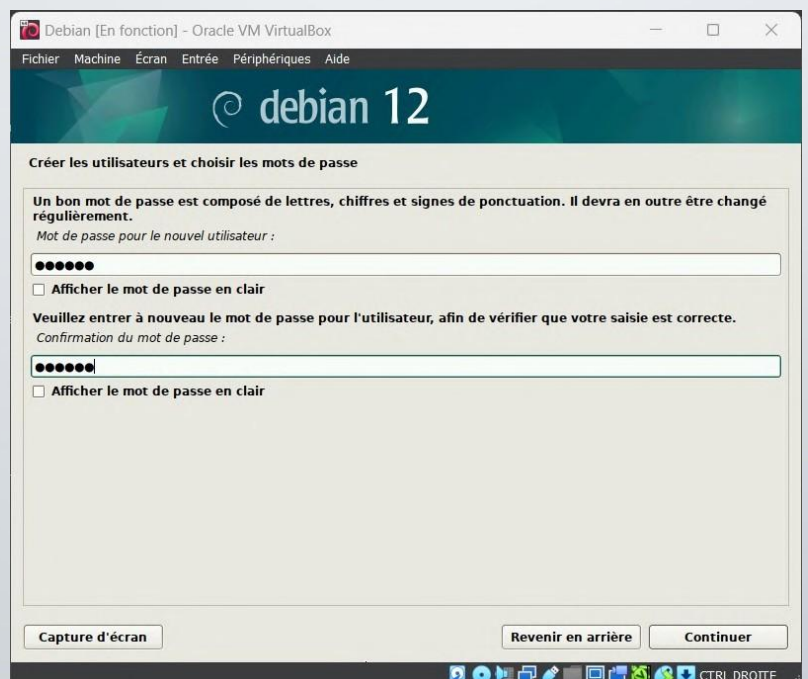 Debian [En fonction] - Oracle VM VirtualBox
Fichier Machine Écran Entrée Périphériques Aide
debian 12
Créer les utilisateurs et choisir les mots de passe
Un bon mot de passe est composé de lettres, chiffres et signes de ponctuation. Il devra en outre être changé
régulièrement.
Mot de passe pour le nouvel utilisateur :
●●●●●●
Afficher le mot de passe en clair
Veuillez entrer à nouveau le mot de passe pour l'utilisateur, afin de vérifier que votre saisie est correcte.
Confirmation du mot de passe :
●●●●●●
Afficher le mot de passe en clair
Capture d'écran Revenir en arrière Continuer
CTRL DROITE